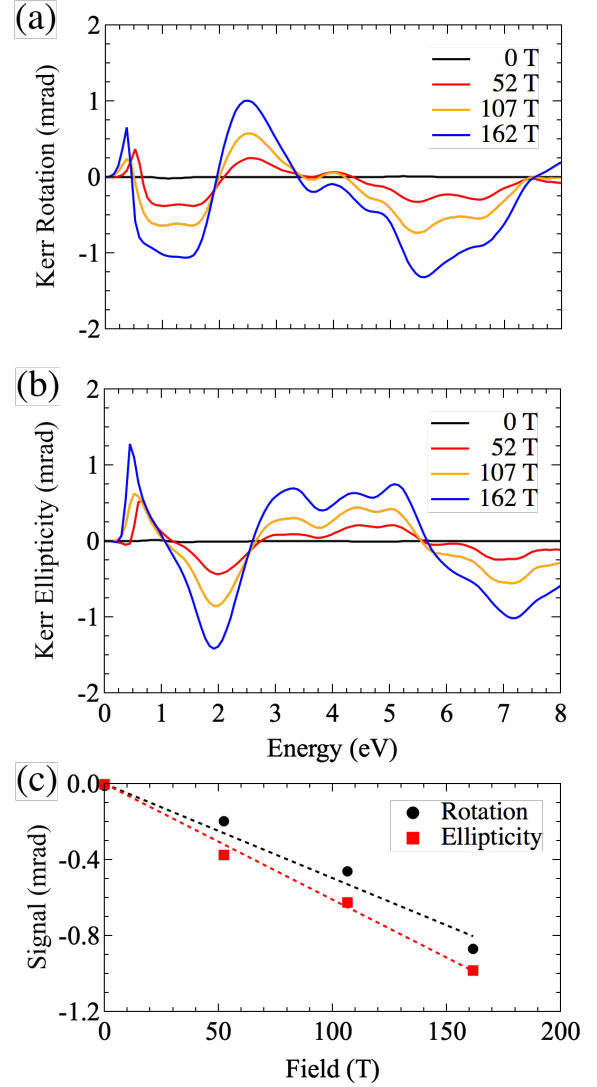 (a)
2
1
0
-1
-2
Kerr Rotation (mrad)
0 T
52 T
107 T
162 T
(b)
2
1
0
-1
-2
Kerr Ellipticity (mrad)
0 T
52 T
107 T
162 T
0 1 2 3 4 5 6 7 8
Energy (eV)
(c)
0.0
-0.4
-0.8
-1.2
Signal (mrad)
Rotation
Ellipticity
0 50 100 150 200
Field (T)